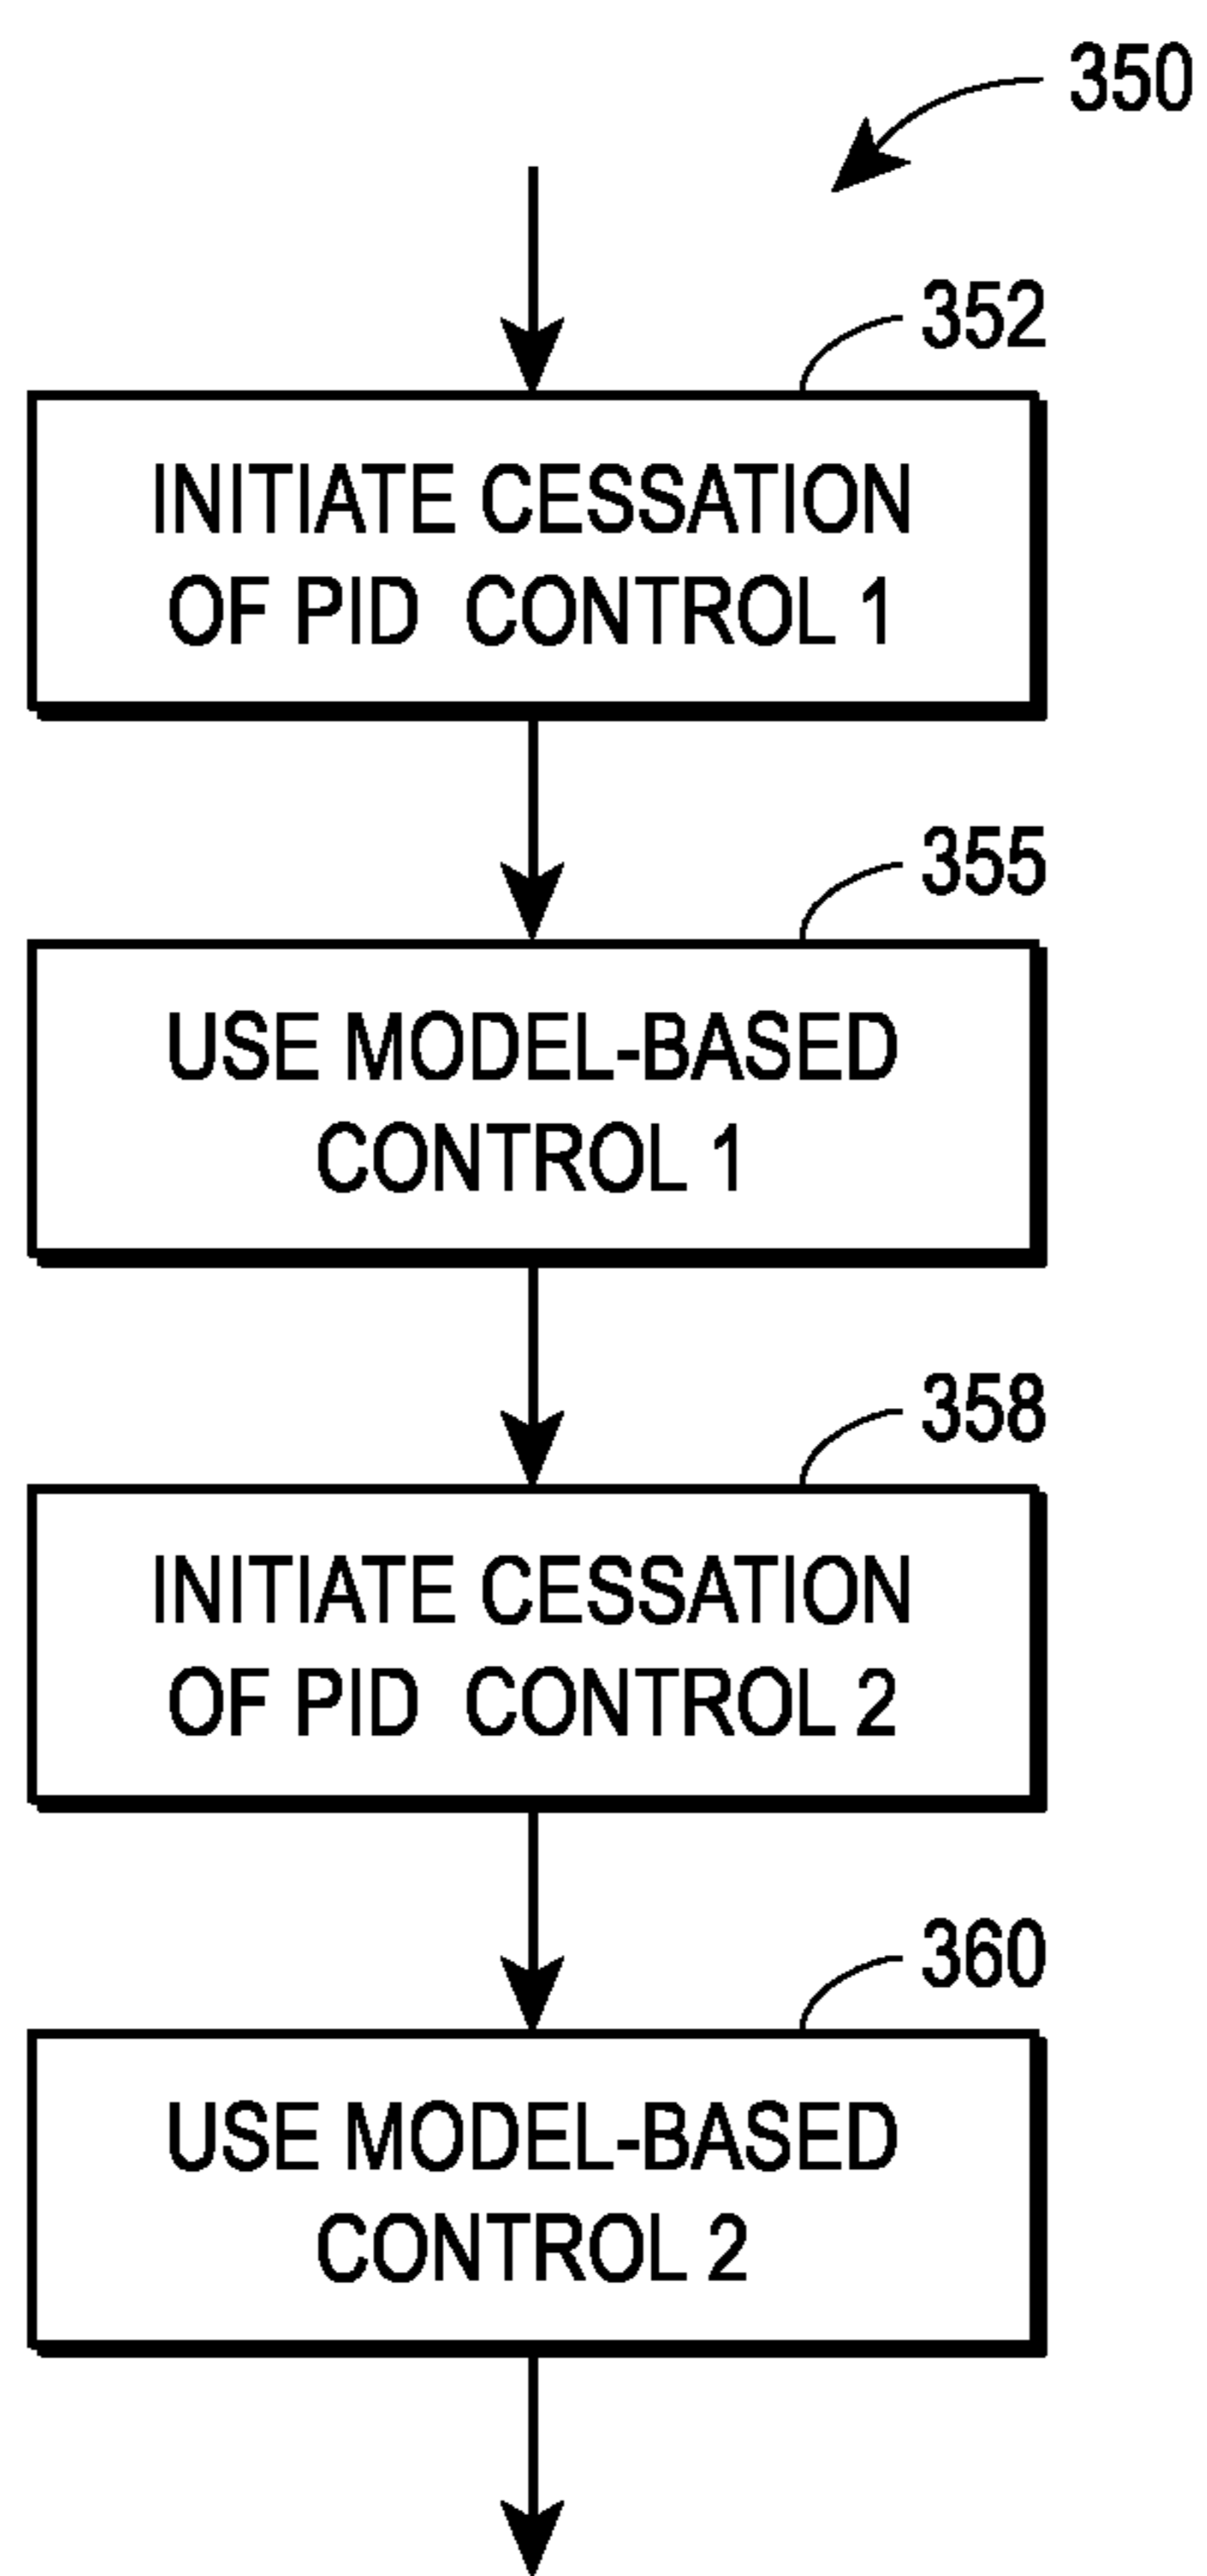 350
352
INITIATE CESSATION
OF PID CONTROL 1
355
USE MODEL-BASED
CONTROL 1
358
INITIATE CESSATION
OF PID CONTROL 2
360
USE MODEL-BASED
CONTROL 2